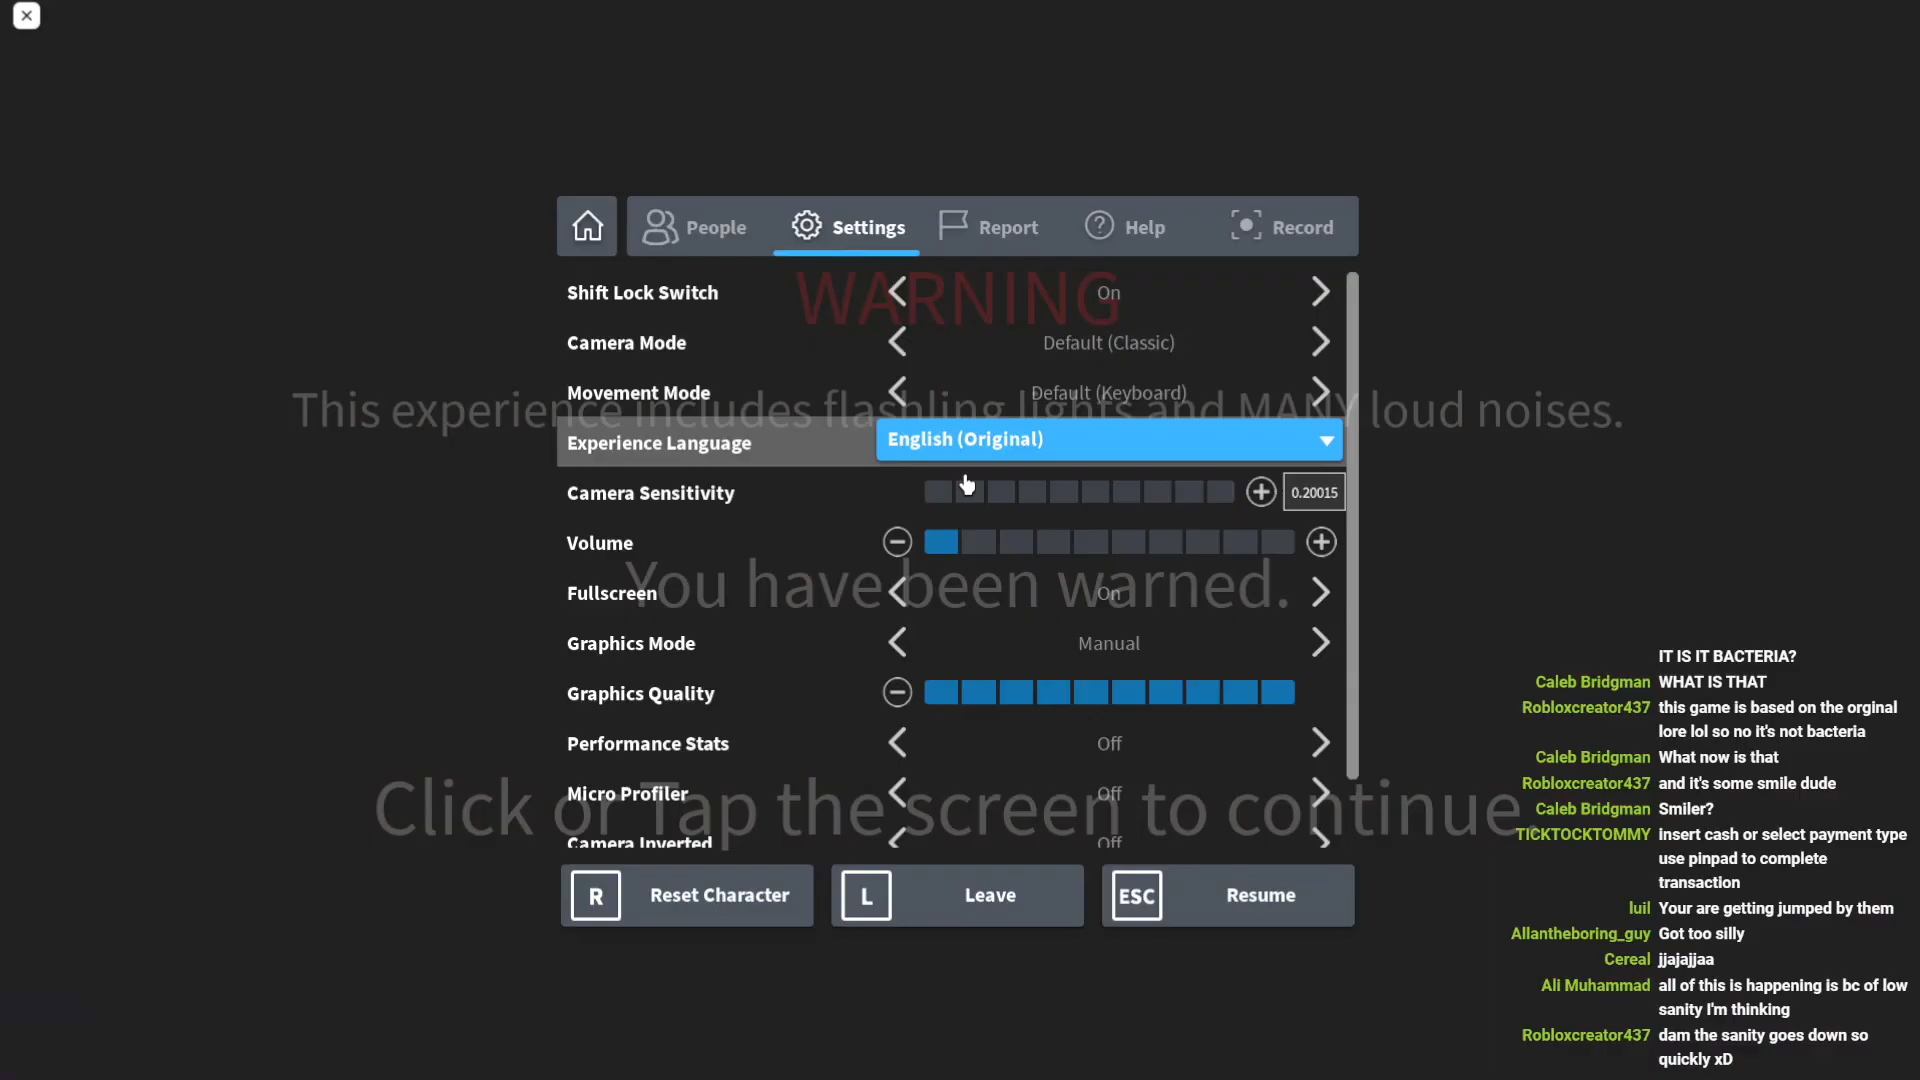 People
Settings
Report
Help
Record
WARNING
Shift Lock Switch
On
Camera Mode
Default (Classic)
Movement Mode
Default (Keyboard)
This experience includes flashling lights and MANY loud noises.
Experience Language
English (Original)
Camera Sensitivity
0.20015
Volume
You have been warned.
Fullscreen
On
Graphics Mode
Manual
Graphics Quality
Performance Stats
Off
Micro Profiler
Off
Click or Tap the screen to continue.
Camera Inverted
Off
R
Reset Character
L
Leave
ESC
Resume
IT IS IT BACTERIA?
Caleb Bridgman WHAT IS THAT
Robloxcreator437 this game is based on the orginal
lore lol so no it's not bacteria
Caleb Bridgman What now is that
Robloxcreator437 and it's some smile dude
Caleb Bridgman Smiler?
TICKTOCKTOMMY insert cash or select payment type
use pinpad to complete
transaction
luil Your are getting jumped by them
Allantheboring_guy Got too silly
Cereal jjajajjaa
Ali Muhammad all of this is happening is bc of low
sanity I'm thinking
Robloxcreator437 dam the sanity goes down so
quickly xD